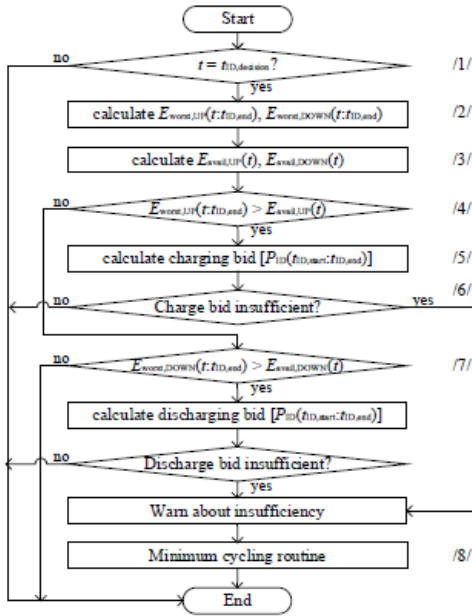 Start
no
t = tID,decision?
/1/
yes
calculate Eworst,UP(t:tID,end), Eworst,DOWN(t:tID,end)
/2/
calculate Eavail,UP(t), Eavail,DOWN(t)
/3/
no
Eworst,UP(t:tID,end) > Eavail,UP(t)
/4/
yes
calculate charging bid [PID(tID,start:tID,end)]
/5/
/6/
no
Charge bid insufficient?
yes
no
Eworst,DOWN(t:tID,end) > Eavail,DOWN(t)
/7/
yes
calculate discharging bid [PID(tID,start:tID,end)]
no
Discharge bid insufficient?
yes
Warn about insufficiency
Minimum cycling routine
/8/
End